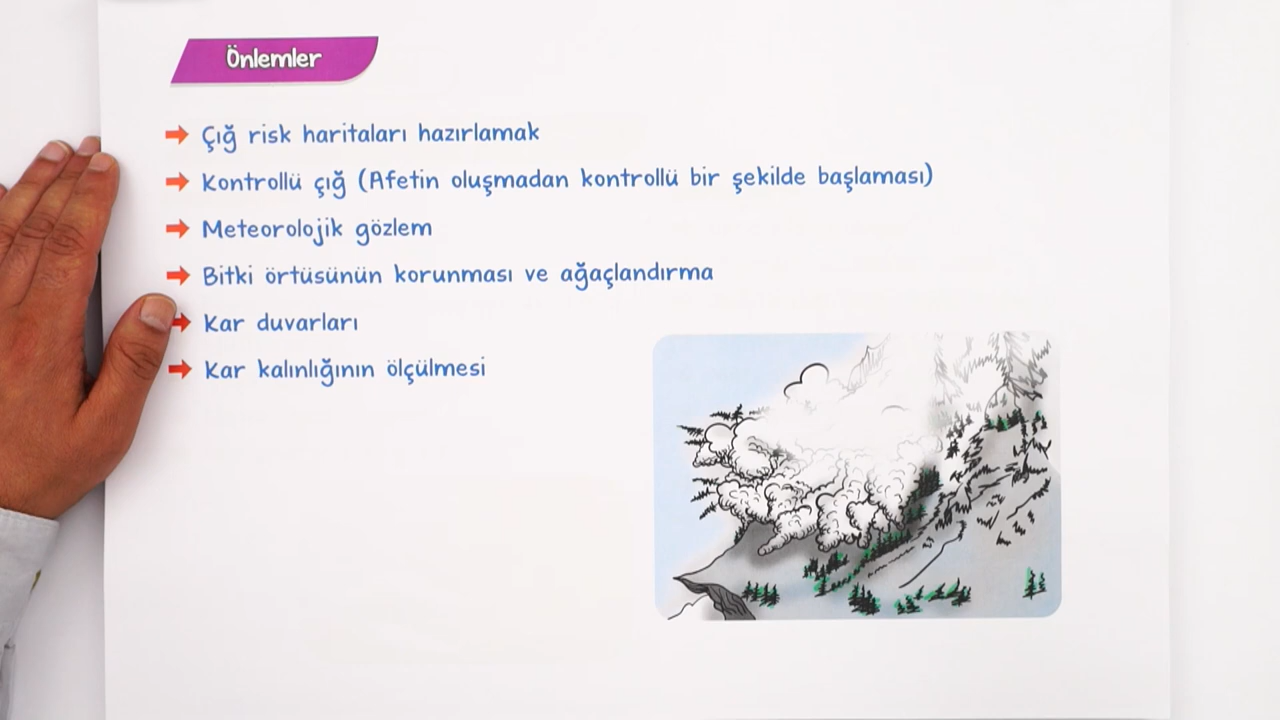 Önlemler
Çığ risk haritaları hazırlamak
Kontrollü çığ (Afetin oluşmadan kontrollü bir şekilde başlaması)
Meteorolojik gözlem
Bitki örtüsünün korunması ve ağaçlandırma
Kar duvarları
Kar kalınlığının ölçülmesi